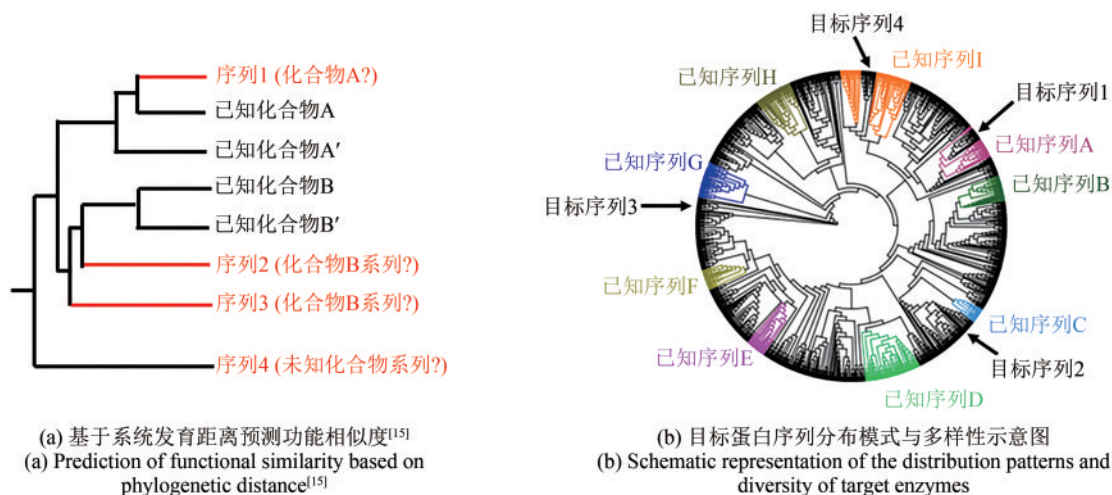 序列1 (化合物A?)
已知化合物A
已知化合物A′
已知化合物B
已知化合物B′
序列2 (化合物B系列?)
序列3 (化合物B系列?)
序列4 (未知化合物系列?)
(a) 基于系统发育距离预测功能相似度[15]
(a) Prediction of functional similarity based on
phylogenetic distance[15]
目标序列4
已知序列H
已知序列I
目标序列1
已知序列A
已知序列G
已知序列B
目标序列3
已知序列F
已知序列C
已知序列E
目标序列2
已知序列D
(b) 目标蛋白序列分布模式与多样性示意图
(b) Schematic representation of the distribution patterns and
diversity of target enzymes